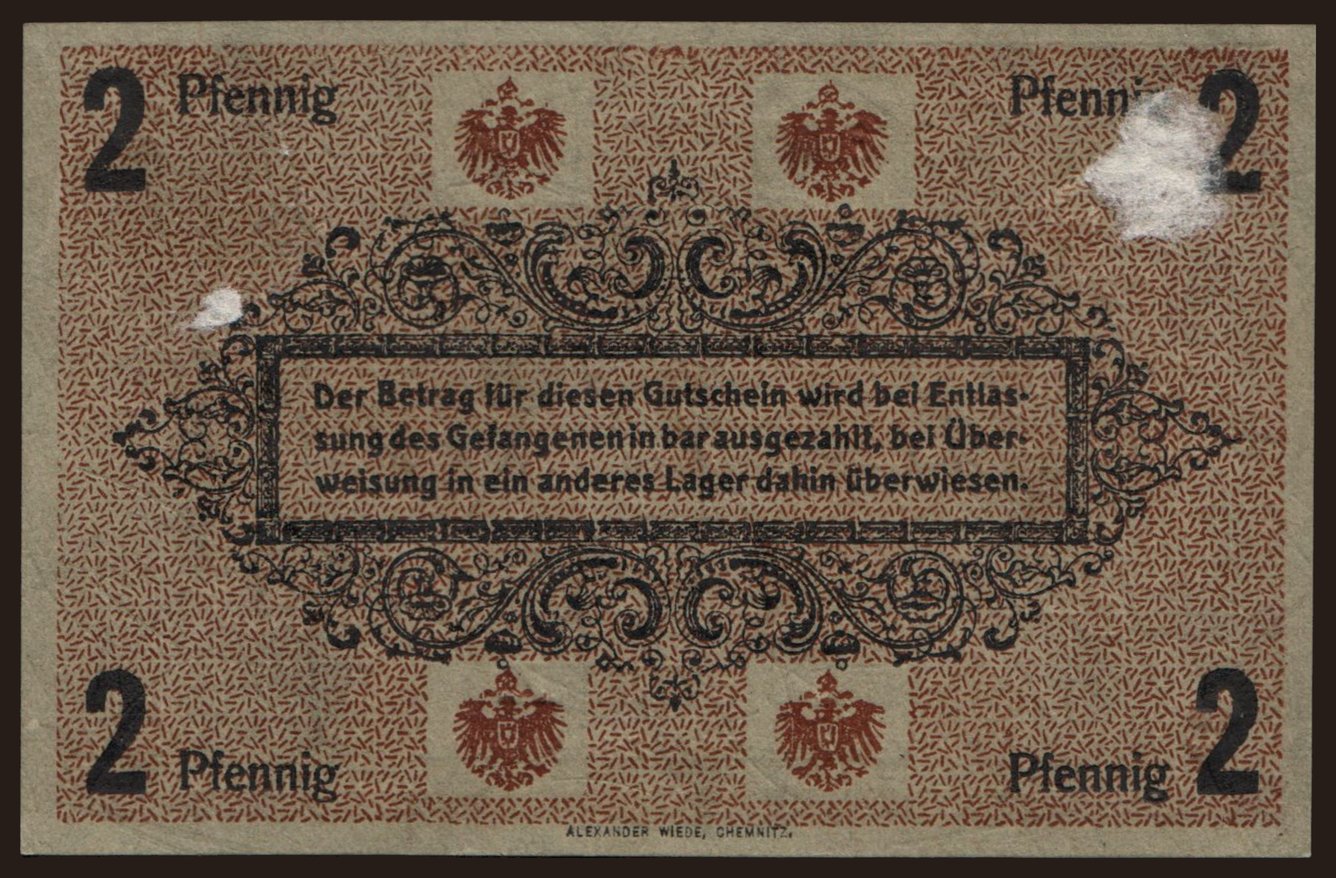 2 Pfennig
Pfenni 2
Der Betrag für diesen Gutschein wird bei Entlas-
sung des Gefangenen in bar ausgezahlt, bei Über-
weisung in ein anderes Lager dahin überwiesen.
2 Pfennig
Pfennig 2
ALEXANDER WIEDE, CHEMNITZ.